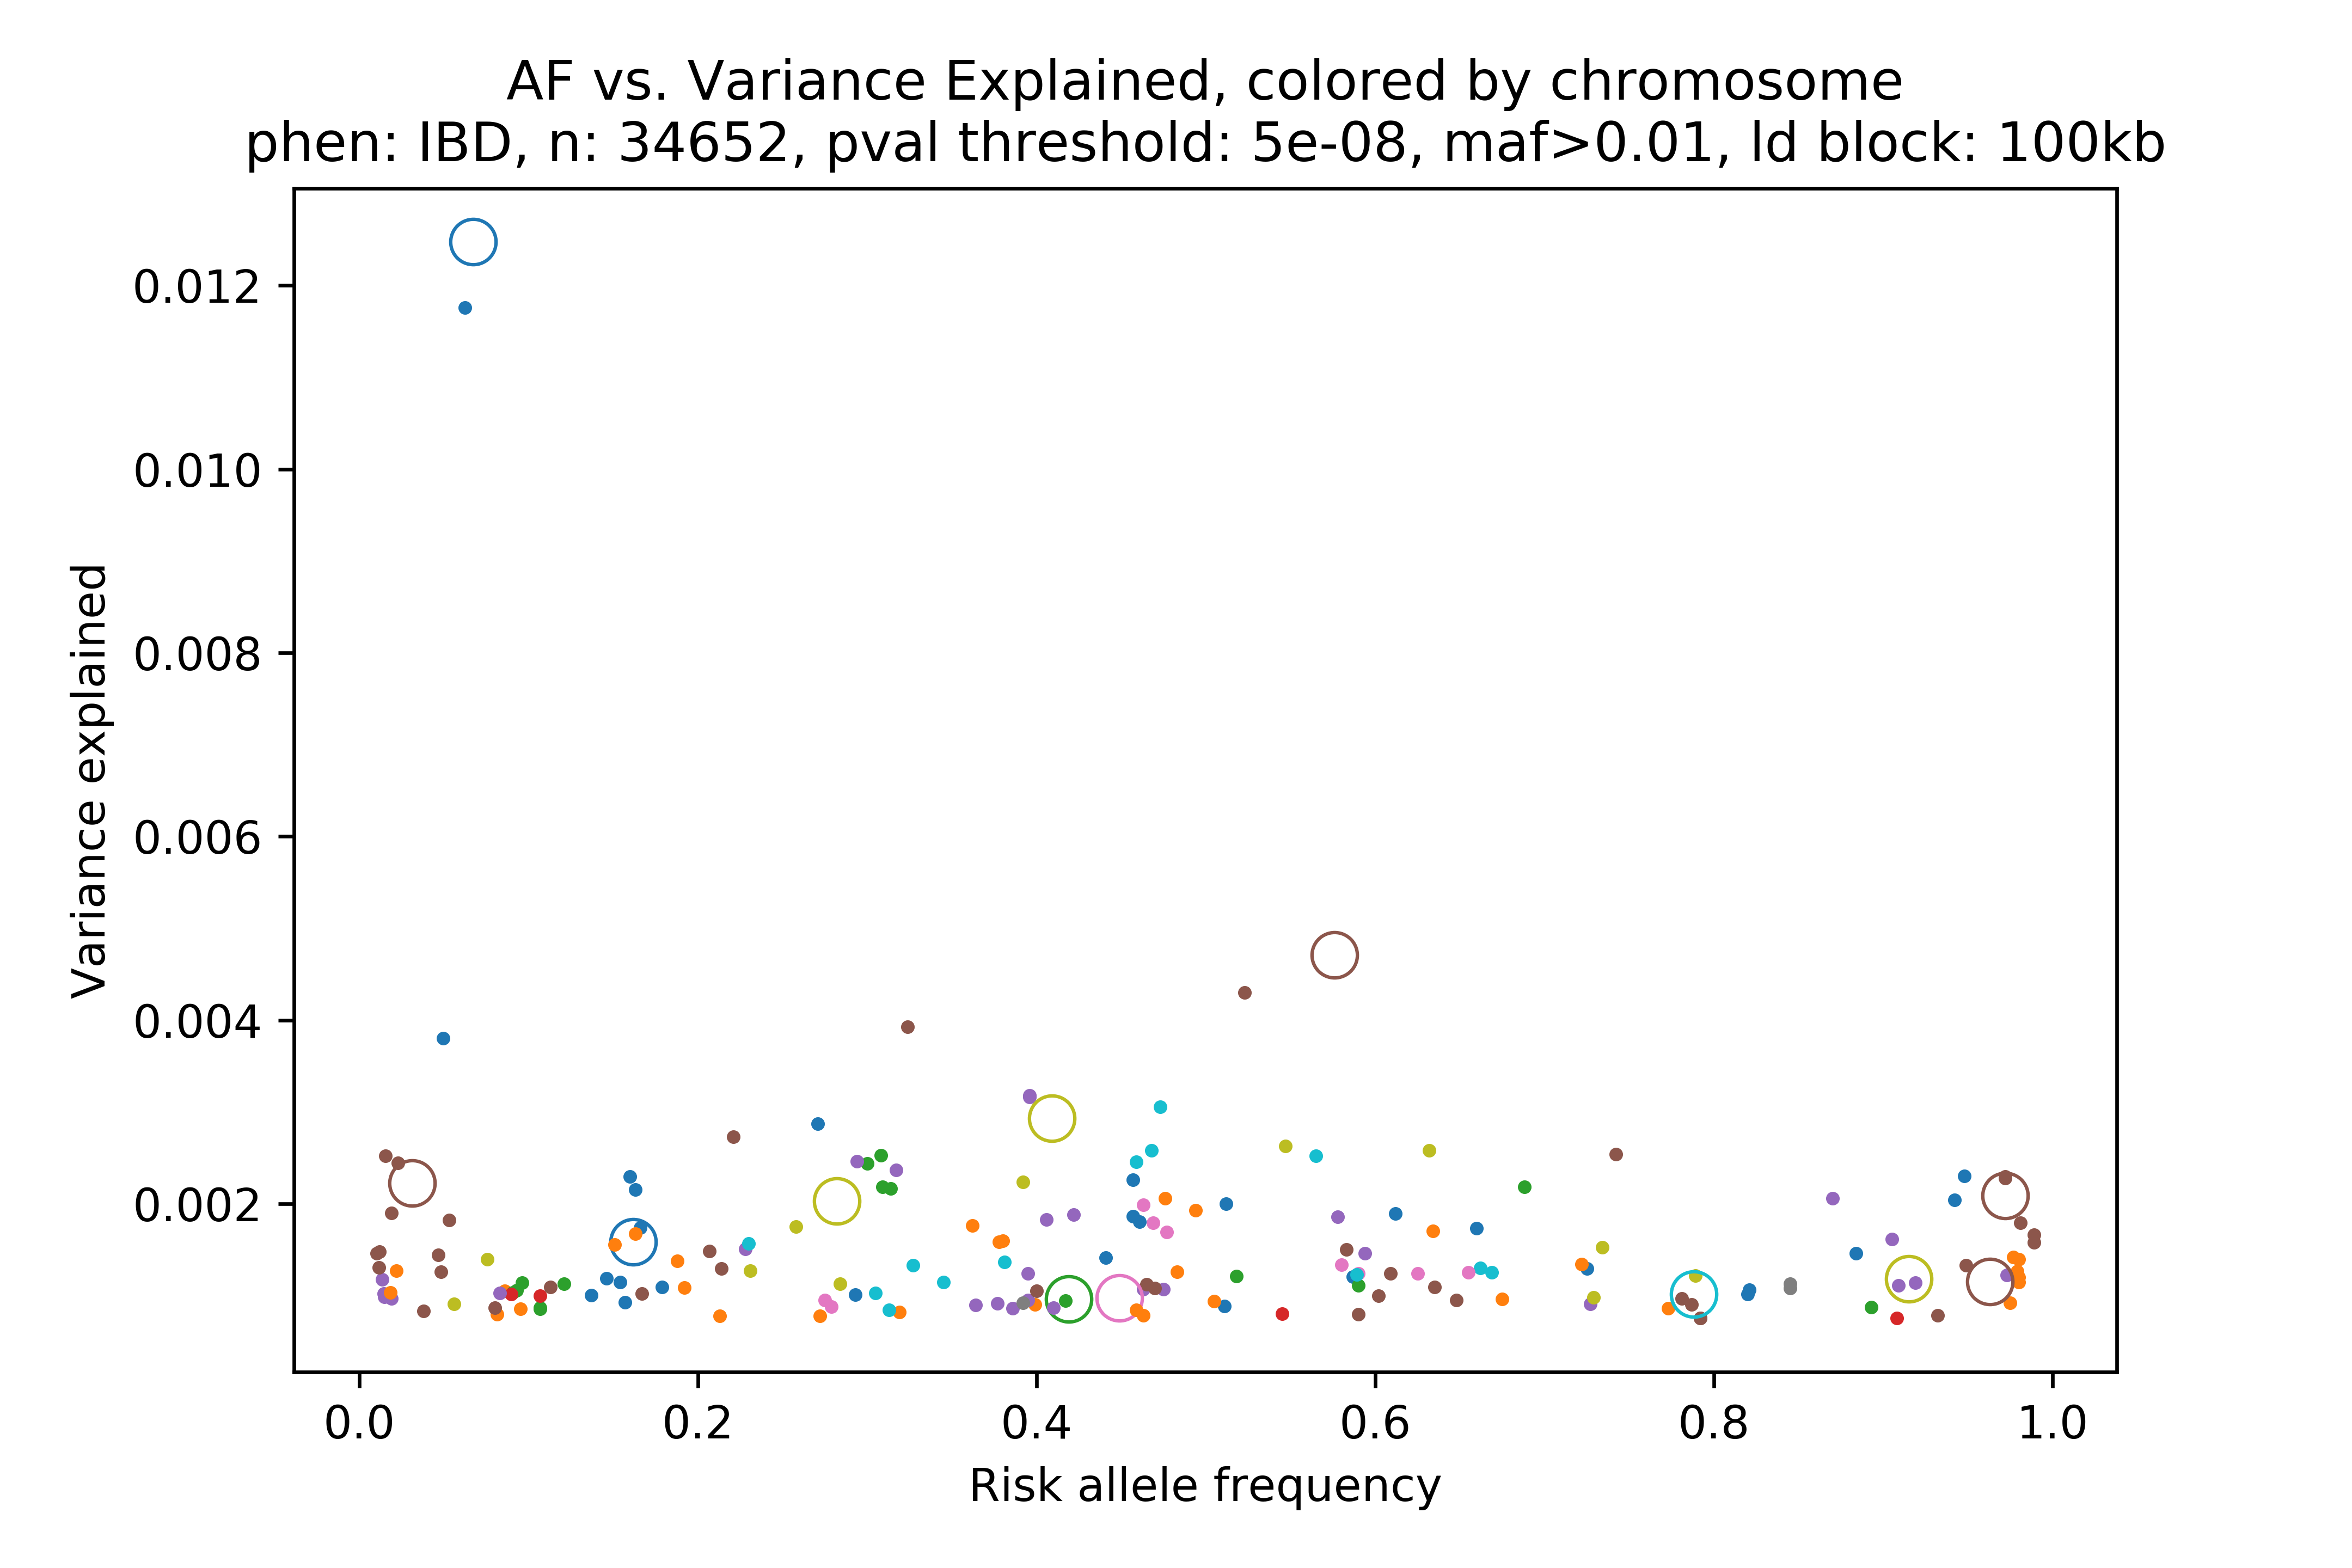 AF vs. Variance Explained, colored by chromosome
phen: IBD, n: 34652, pval threshold: 5e-08, maf>0.01, ld block: 100kb
0.012
0.010
0.008
0.006
0.004
0.002
Variance explained
0.0 0.2 0.4 0.6 0.8 1.0
Risk allele frequency